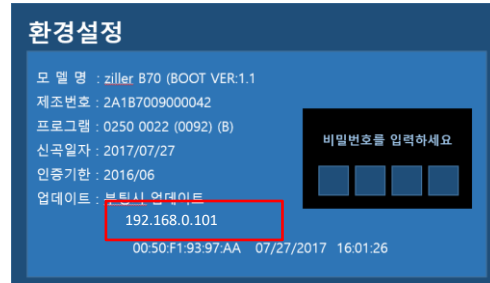 환경설정
모 델 명 : ziller B70 (BOOT VER:1.1
제조번호 : 2A1B7009000042
프로그램 : 0250 0022 (0092) (B)
신곡일자 : 2017/07/27
인증기한 : 2016/06
업데이트 : 부팅시 업데이트
192.168.0.101
00:50:F1:93:97:AA 07/27/2017 16:01:26
비밀번호를 입력하세요